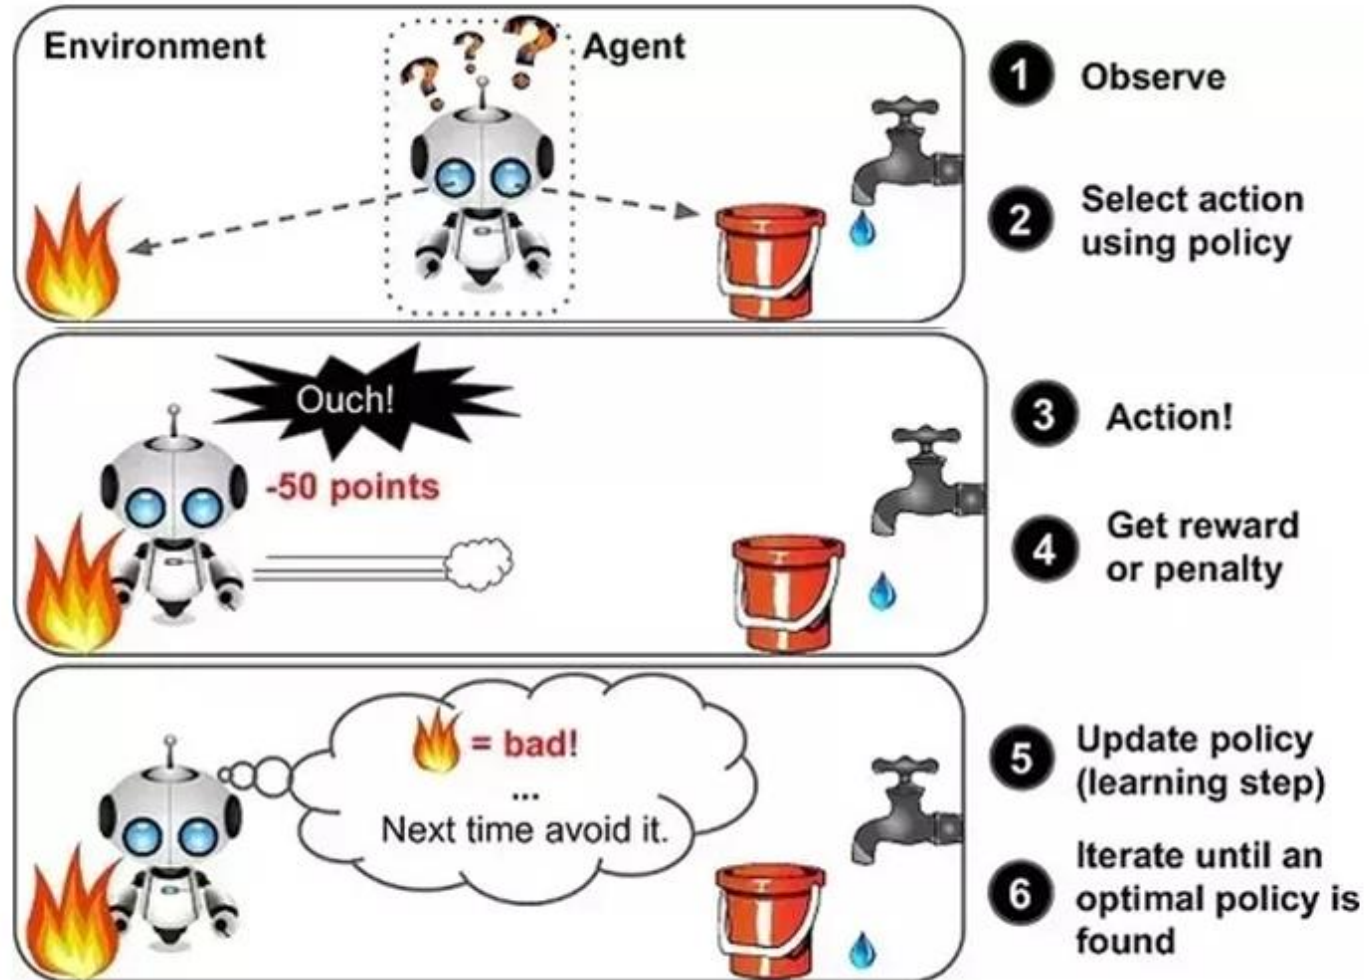 Environment
? ? ?
Agent
1 Observe
2 Select action
using policy
Ouch!
-50 points
3 Action!
4 Get reward
or penalty
= bad!
...
Next time avoid it.
5 Update policy
(learning step)
6 Iterate until an
optimal policy is
found